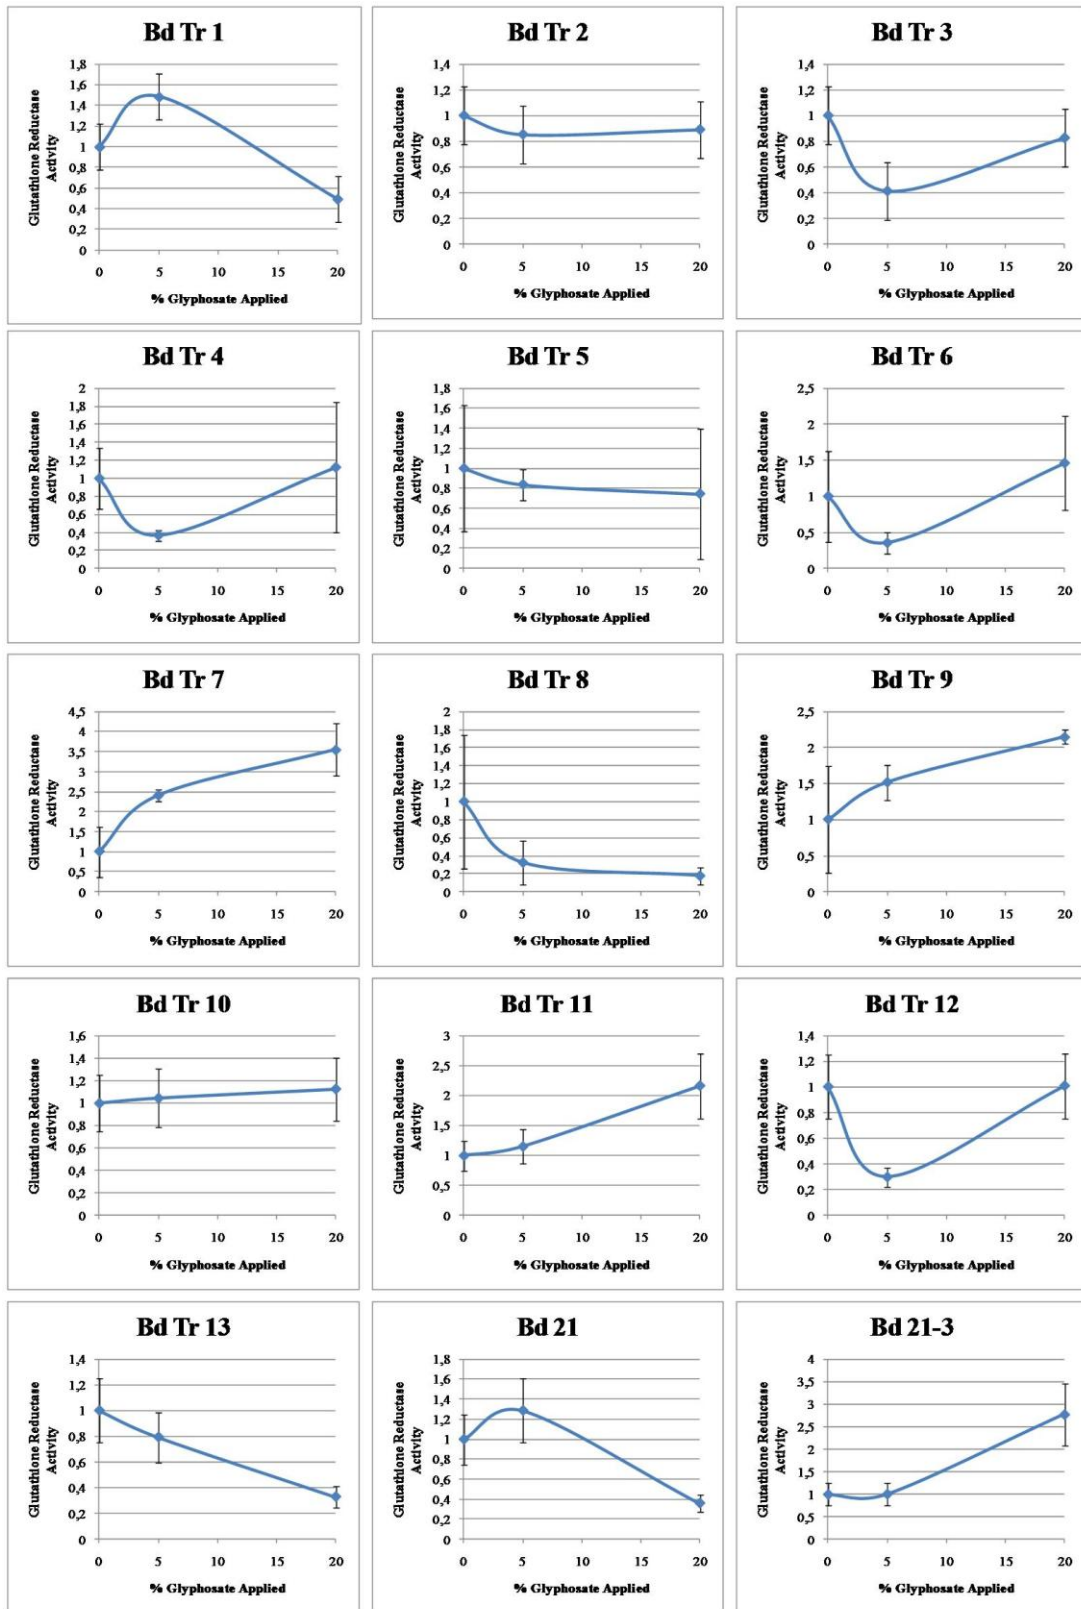 Bd Tr 1
Glutathione Reductase
Activity
1,8
1,6
1,4
1,2
1
0,8
0,6
0,4
0,2
0
0 5 10 15 20
% Glyphosate Applied
Bd Tr 2
Glutathione Reductase
Activity
1,4
1,2
1
0,8
0,6
0,4
0,2
0
0 5 10 15 20
% Glyphosate Applied
Bd Tr 3
Glutathione Reductase
Activity
1,4
1,2
1
0,8
0,6
0,4
0,2
0
0 5 10 15 20
% Glyphosate Applied
Bd Tr 4
Glutathione Reductase
Activity
2
1,8
1,6
1,4
1,2
1
0,8
0,6
0,4
0,2
0
0 5 10 15 20
% Glyphosate Applied
Bd Tr 5
Glutathione Reductase
Activity
1,8
1,6
1,4
1,2
1
0,8
0,6
0,4
0,2
0
0 5 10 15 20
% Glyphosate Applied
Bd Tr 6
Glutathione Reductase
Activity
2,5
2
1,5
1
0,5
0
0 5 10 15 20
% Glyphosate Applied
Bd Tr 7
Glutathione Reductase
Activity
4,5
4
3,5
3
2,5
2
1,5
1
0,5
0
0 5 10 15 20
% Glyphosate Applied
Bd Tr 8
Glutathione Reductase
Activity
2
1,8
1,6
1,4
1,2
1
0,8
0,6
0,4
0,2
0
0 5 10 15 20
% Glyphosate Applied
Bd Tr 9
Glutathione Reductase
Activity
2,5
2
1,5
1
0,5
0
0 5 10 15 20
% Glyphosate Applied
Bd Tr 10
Glutathione Reductase
Activity
1,6
1,4
1,2
1
0,8
0,6
0,4
0,2
0
0 5 10 15 20
% Glyphosate Applied
Bd Tr 11
Glutathione Reductase
Activity
3
2,5
2
1,5
1
0,5
0
0 5 10 15 20
% Glyphosate Applied
Bd Tr 12
Glutathione Reductase
Activity
1,4
1,2
1
0,8
0,6
0,4
0,2
0
0 5 10 15 20
% Glyphosate Applied
Bd Tr 13
Glutathione Reductase
Activity
1,4
1,2
1
0,8
0,6
0,4
0,2
0
0 5 10 15 20
% Glyphosate Applied
Bd 21
Glutathione Reductase
Activity
1,8
1,6
1,4
1,2
1
0,8
0,6
0,4
0,2
0
0 5 10 15 20
% Glyphosate Applied
Bd 21-3
Glutathione Reductase
Activity
4
3,5
3
2,5
2
1,5
1
0,5
0
0 5 10 15 20
% Glyphosate Applied